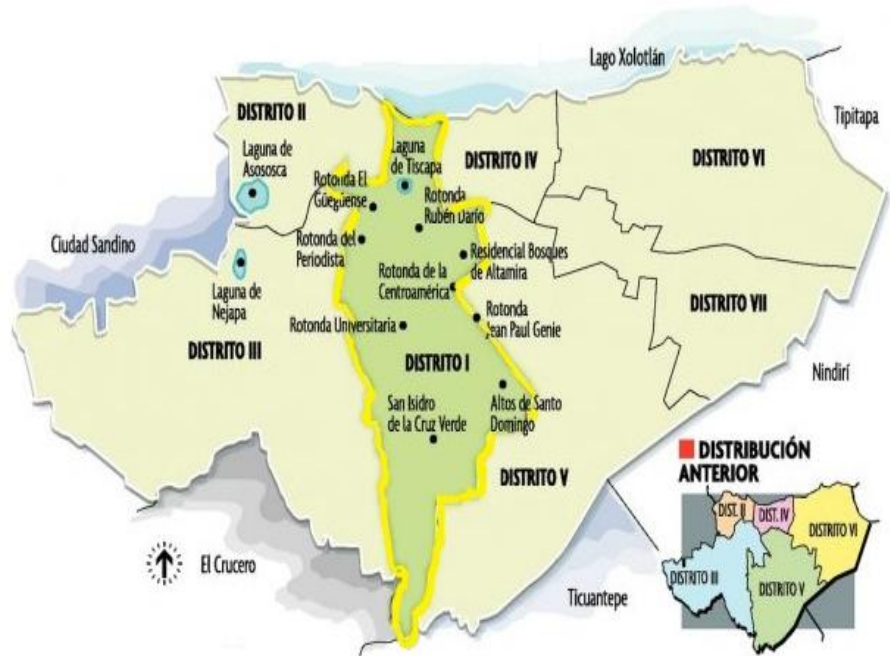 Lago Xolotlán
Tipitapa
DISTRITO II
Laguna de
Asososca
Laguna
de Tiscapa
DISTRITO IV
DISTRITO VI
Rotonda El
Güegüense
Rotonda
Rubén Darío
Ciudad Sandino
Rotonda del
Periodista
Residencial Bosques
de Altamira
Rotonda de la
Centroamérica
Laguna de
Nejapa
DISTRITO VII
Rotonda Universitaria
Rotonda
Jean Paul Genie
DISTRITO III
DISTRITO I
Nindirí
San Isidro
de la Cruz Verde
Altos de Santo
Domingo
DISTRITO V
DISTRIBUCIÓN
ANTERIOR
DIST. II
DIST. IV
DISTRITO VI
DISTRITO III
DISTRITO V
El Crucero
Ticuantepe